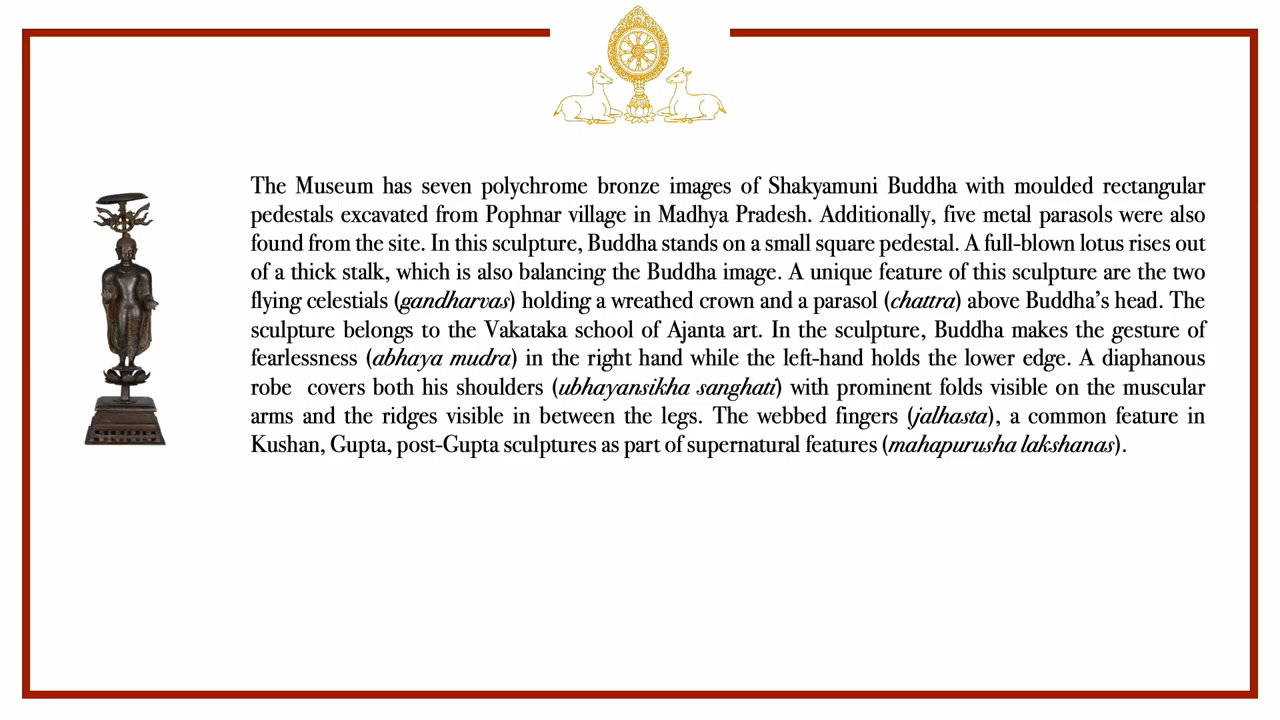 The Museum has seven polychrome bronze images of Shakyamuni Buddha with moulded rectangular
pedestals excavated from Pophnar village in Madhya Pradesh. Additionally, five metal parasols were also
found from the site. In this sculpture, Buddha stands on a small square pedestal. A full-blown lotus rises out
of a thick stalk, which is also balancing the Buddha image. A unique feature of this sculpture are the two
flying celestials (gandharvas) holding a wreathed crown and a parasol (chattra) above Buddha's head. The
sculpture belongs to the Vakataka school of Ajanta art. In the sculpture, Buddha makes the gesture of
fearlessness (abhaya mudra) in the right hand while the left-hand holds the lower edge. A diaphanous
robe covers both his shoulders (ubhayansikha sanghati) with prominent folds visible on the muscular
arms and the ridges visible in between the legs. The webbed fingers (jalhasta), a common feature in
Kushan, Gupta, post-Gupta sculptures as part of supernatural features (mahapurusha lakshanas).